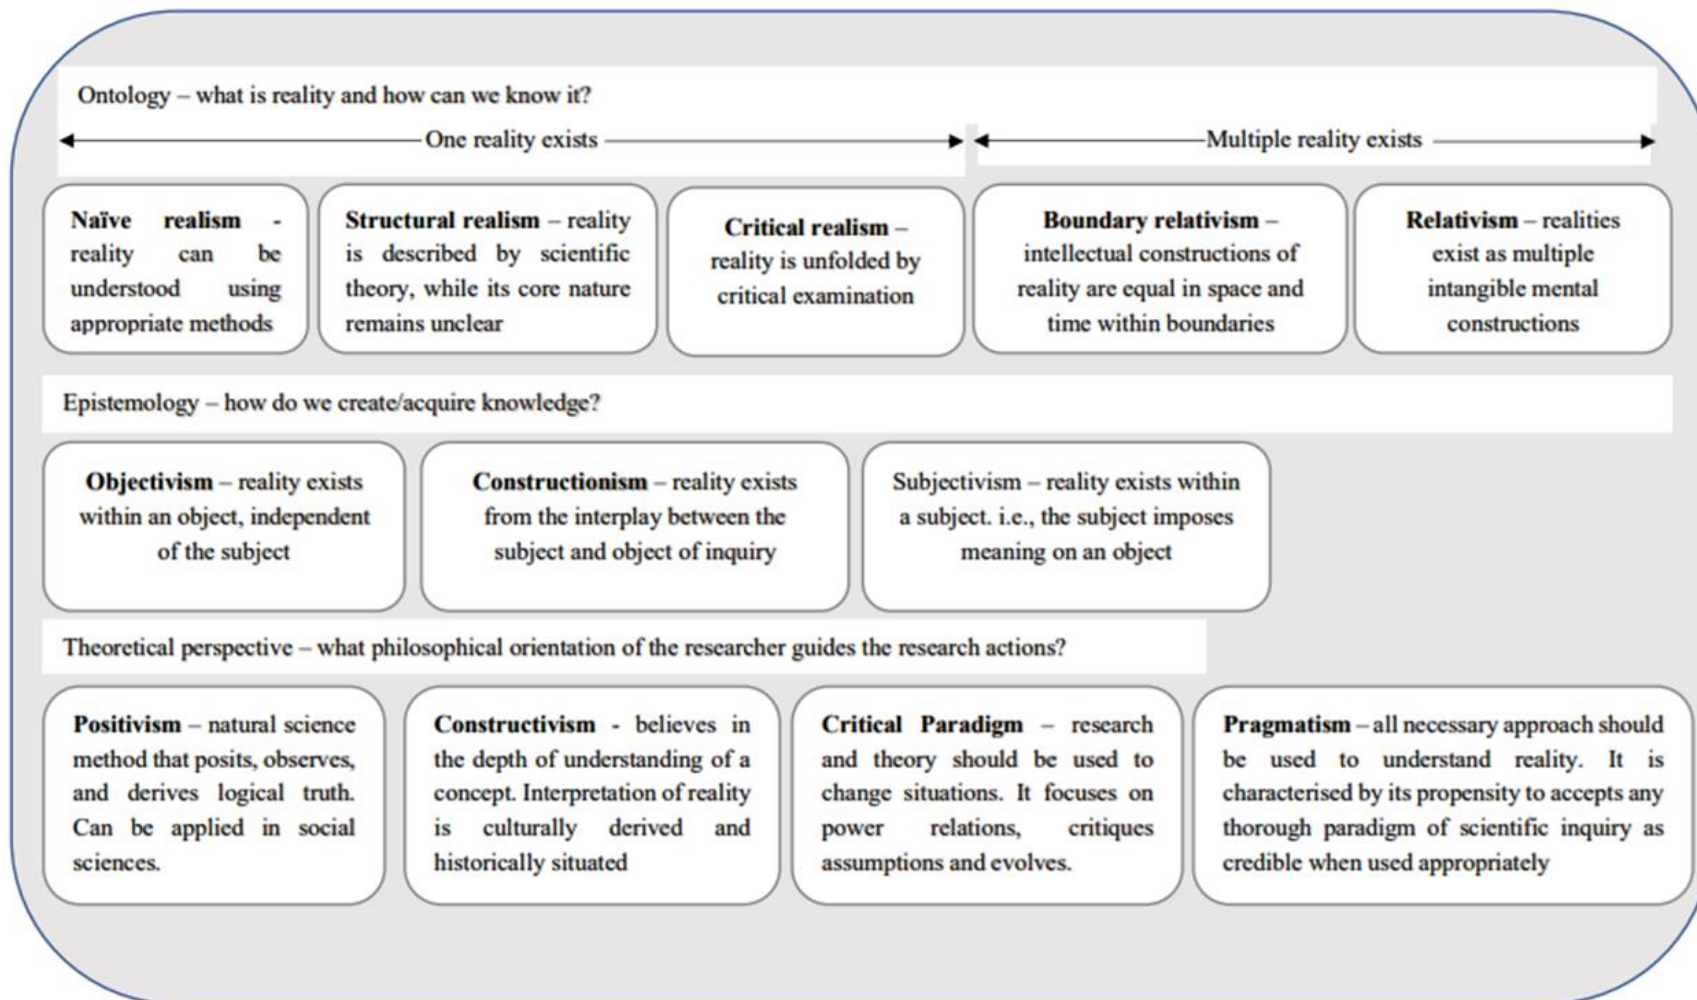 Ontology – what is reality and how can we know it?
One reality exists
Multiple reality exists
Naïve realism -
reality can be
understood using
appropriate methods
Structural realism – reality
is described by scientific
theory, while its core nature
remains unclear
Critical realism –
reality is unfolded by
critical examination
Boundary relativism –
intellectual constructions of
reality are equal in space and
time within boundaries
Relativism – realities
exist as multiple
intangible mental
constructions
Epistemology – how do we create/acquire knowledge?
Objectivism – reality exists
within an object, independent
of the subject
Constructionism – reality exists
from the interplay between the
subject and object of inquiry
Subjectivism – reality exists within
a subject. i.e., the subject imposes
meaning on an object
Theoretical perspective – what philosophical orientation of the researcher guides the research actions?
Positivism – natural science
method that posits, observes,
and derives logical truth.
Can be applied in social
sciences.
Constructivism - believes in
the depth of understanding of a
concept. Interpretation of reality
is culturally derived and
historically situated
Critical Paradigm – research
and theory should be used to
change situations. It focuses on
power relations, critiques
assumptions and evolves.
Pragmatism – all necessary approach should
be used to understand reality. It is
characterised by its propensity to accepts any
thorough paradigm of scientific inquiry as
credible when used appropriately